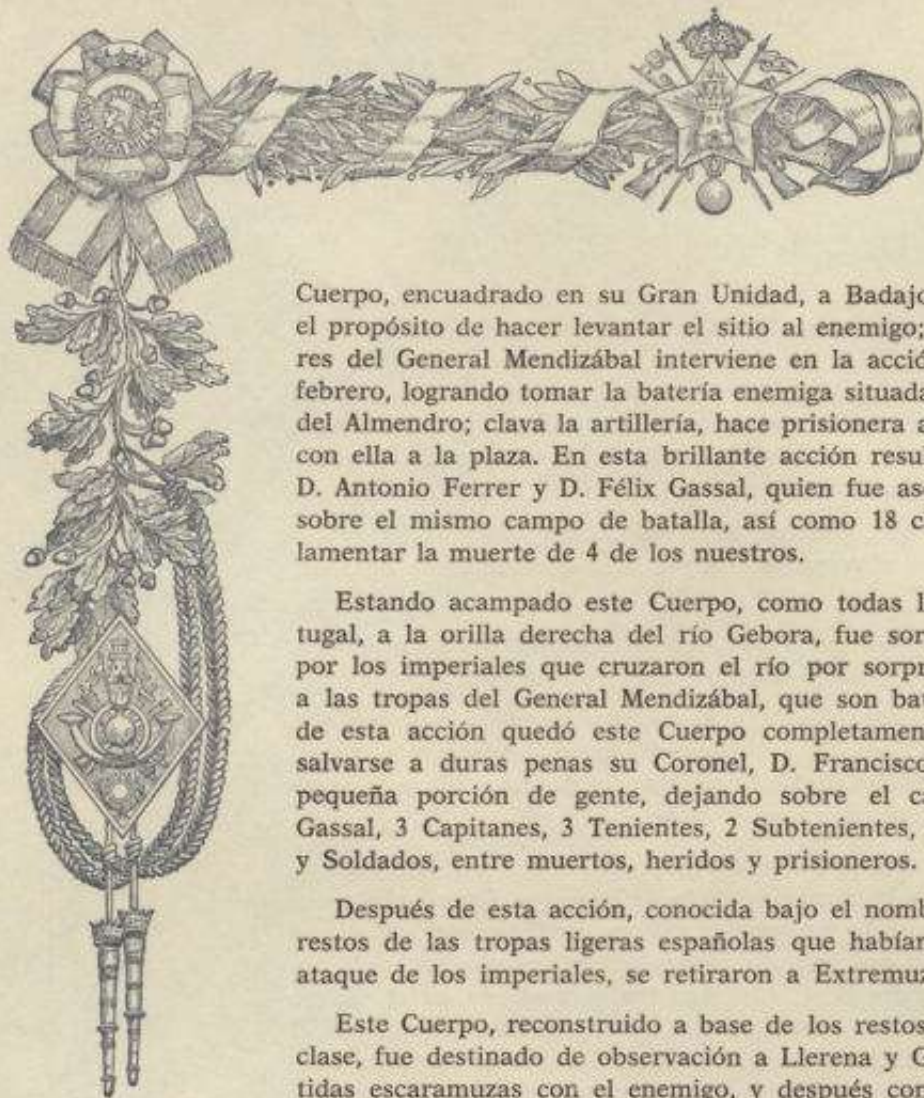 Cuerpo, encuadrado en su Gran Unidad, a Badajo
el propósito de hacer levantar el sitio al enemigo;
res del General Mendizábal interviene en la acció
febrero, logrando tomar la batería enemiga situada
del Almendro; clava la artillería, hace prisionera a
con ella a la plaza. En esta brillante acción resul
D. Antonio Ferrer y D. Félix Gassal, quien fue as
sobre el mismo campo de batalla, así como 18 c
lamentar la muerte de 4 de los nuestros.
Estando acampado este Cuerpo, como todas l
tugal, a la orilla derecha del río Gebora, fue sor
por los imperiales que cruzaron el río por sorpr
a las tropas del General Mendizábal, que son bat
de esta acción quedó este Cuerpo completamen
salvarse a duras penas su Coronel, D. Francisco
pequeña porción de gente, dejando sobre el c
Gassal, 3 Capitanes, 3 Tenientes, 2 Subtenientes,
y Soldados, entre muertos, heridos y prisioneros.
Después de esta acción, conocida bajo el nomb
restos de las tropas ligeras españolas que habían
ataque de los imperiales, se retiraron a Extremuz
Este Cuerpo, reconstruido a base de los restos
clase, fue destinado de observación a Llerena y G
tidas escaramuzas con el enemigo, y después con